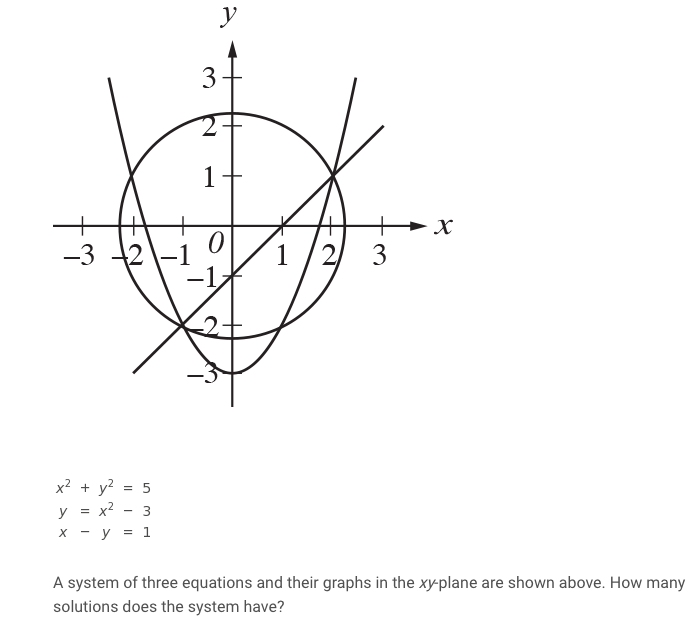 y
3
2
1
x
0
–3 –2 –1 1 2 3
–1
–2
–3
x² + y² = 5
y = x² − 3
x − y = 1
A system of three equations and their graphs in the xy-plane are shown above. How many
solutions does the system have?